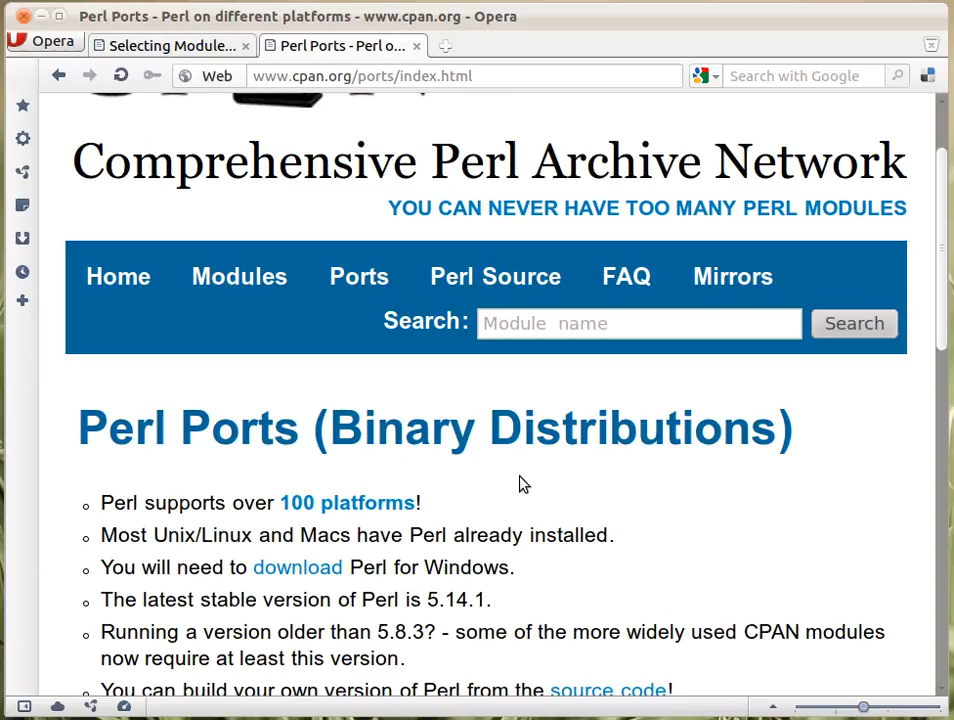 Perl Ports - Perl on different platforms - www.cpan.org - Opera
Opera
Selecting Module...
Perl Ports - Perl o...
Web
www.cpan.org/ports/index.html
Search with Google
Comprehensive Perl Archive Network
YOU CAN NEVER HAVE TOO MANY PERL MODULES
Home Modules Ports Perl Source FAQ Mirrors
Search: Module name Search
Perl Ports (Binary Distributions)
Perl supports over 100 platforms!
Most Unix/Linux and Macs have Perl already installed.
You will need to download Perl for Windows.
The latest stable version of Perl is 5.14.1.
Running a version older than 5.8.3? - some of the more widely used CPAN modules
now require at least this version.
You can build your own version of Perl from the source code!